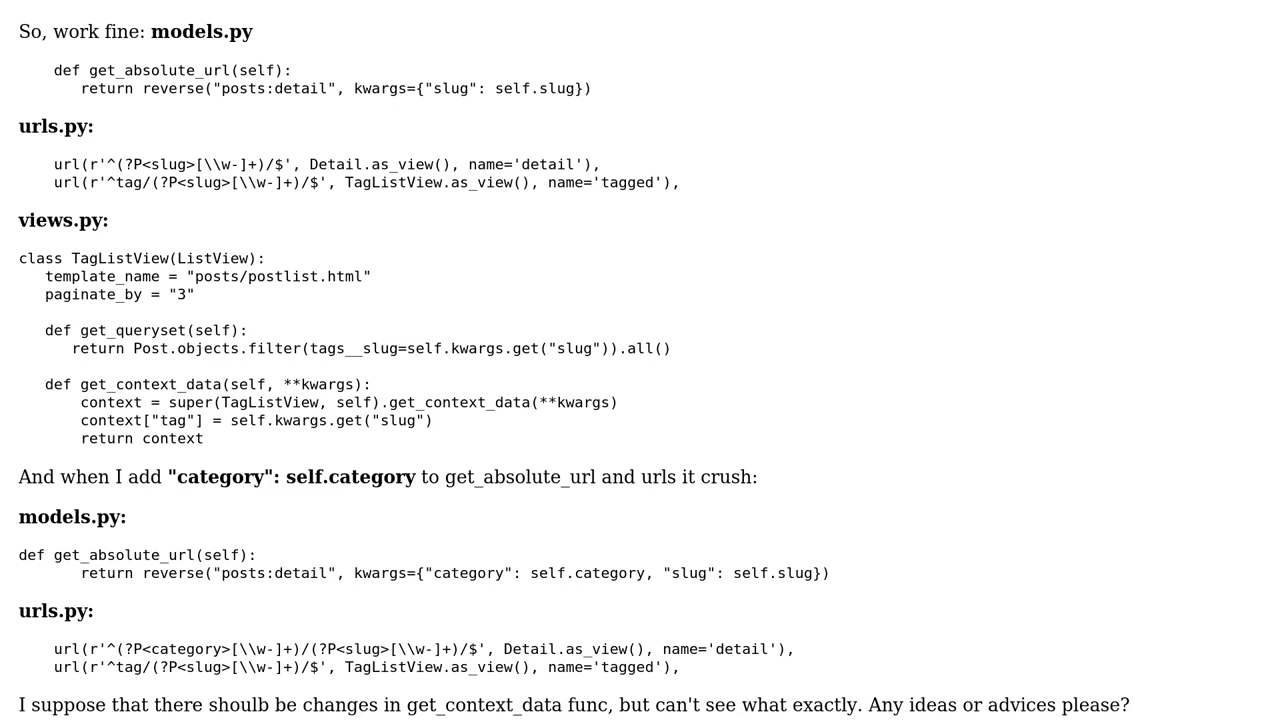 So, work fine: models.py
def get_absolute_url(self):
return reverse("posts:detail", kwargs={"slug": self.slug})
urls.py:
url(r'^(?P<slug>[\\w-]+)/$', Detail.as_view(), name='detail'),
url(r'^tag/(?P<slug>[\\w-]+)/$', TagListView.as_view(), name='tagged'),
views.py:
class TagListView(ListView):
template_name = "posts/postlist.html"
paginate_by = "3"
def get_queryset(self):
return Post.objects.filter(tags__slug=self.kwargs.get("slug")).all()
def get_context_data(self, **kwargs):
context = super(TagListView, self).get_context_data(**kwargs)
context["tag"] = self.kwargs.get("slug")
return context
And when I add "category": self.category to get_absolute_url and urls it crush:
models.py:
def get_absolute_url(self):
return reverse("posts:detail", kwargs={"category": self.category, "slug": self.slug})
urls.py:
url(r'^(?P<category>[\\w-]+)/(?P<slug>[\\w-]+)/$', Detail.as_view(), name='detail'),
url(r'^tag/(?P<slug>[\\w-]+)/$', TagListView.as_view(), name='tagged'),
I suppose that there shoulb be changes in get_context_data func, but can't see what exactly. Any ideas or advices please?